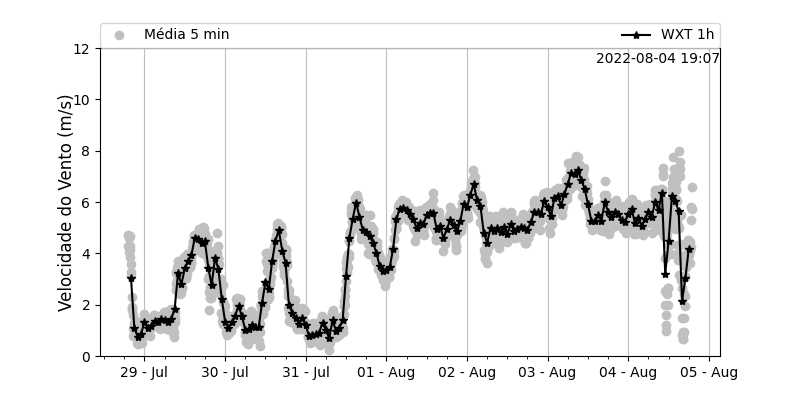 Média 5 min
WXT 1h
2022-08-04 19:07
Velocidade do Vento (m/s)
12
10
8
6
4
2
0
29 - Jul
30 - Jul
31 - Jul
01 - Aug
02 - Aug
03 - Aug
04 - Aug
05 - Aug